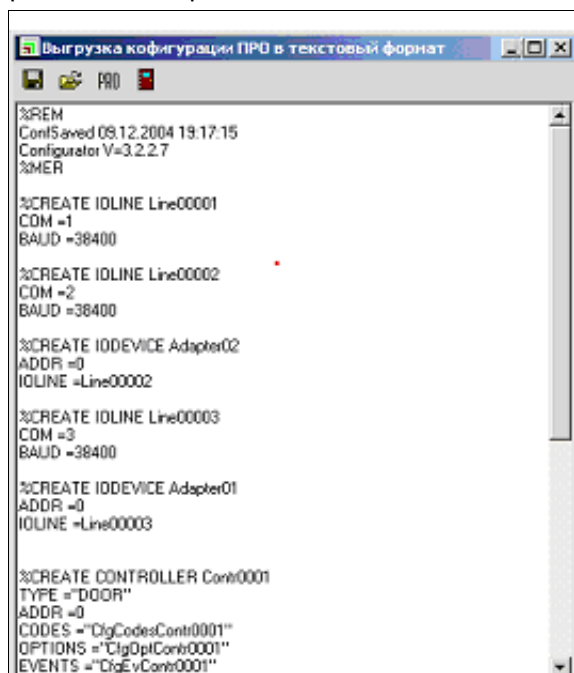 Выгрузка кофигурации ПРО в текстовый формат
PRO
%REM
ConfSaved 09.12.2004 19:17:15
Configurator V=3.2.2.7
%MER
%CREATE IOLINE Line00001
COM =1
BAUD =38400
%CREATE IOLINE Line00002
COM =2
BAUD =38400
%CREATE IODEVICE Adapter02
ADDR =0
IOLINE =Line00002
%CREATE IOLINE Line00003
COM =3
BAUD =38400
%CREATE IODEVICE Adapter01
ADDR =0
IOLINE =Line00003
%CREATE CONTROLLER Contr0001
TYPE ="DOOR"
ADDR =0
CODES ="CfgCodesContr0001"
OPTIONS ="CfgOptContr0001"
EVENTS ="CfgEvContr0001"